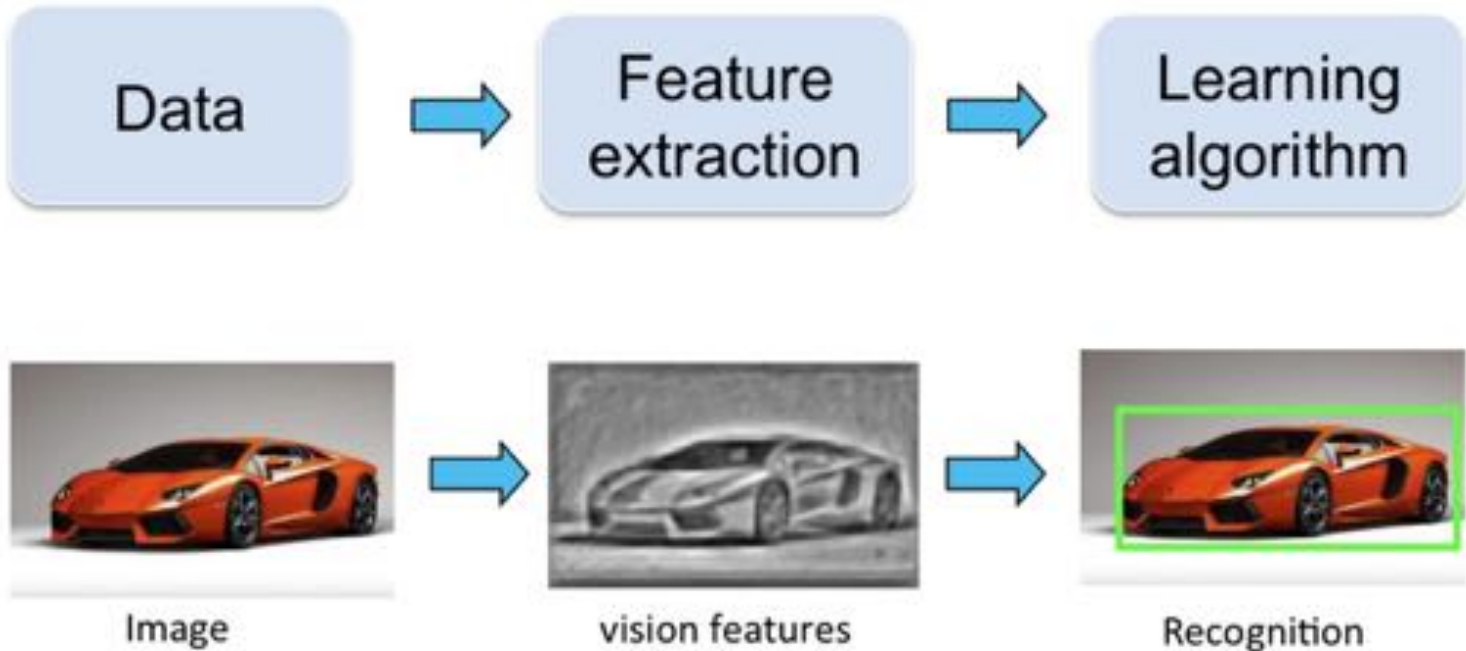 Data
Feature
extraction
Learning
algorithm
Image
vision features
Recognition